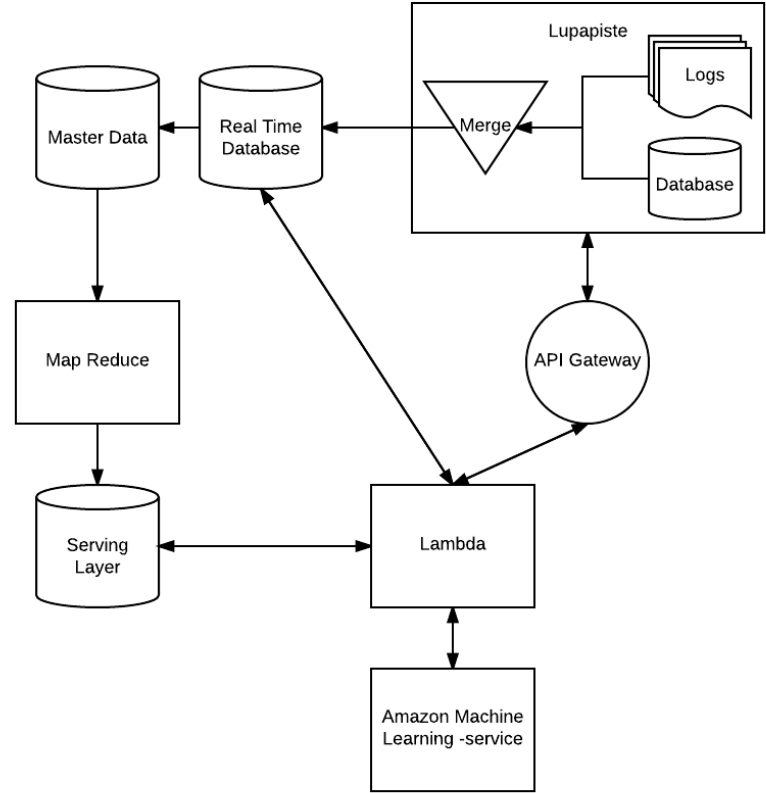 Lupapiste
Logs
Master Data
Real Time
Database
Merge
Database
Map Reduce
API Gateway
Serving
Layer
Lambda
Amazon Machine
Learning -service